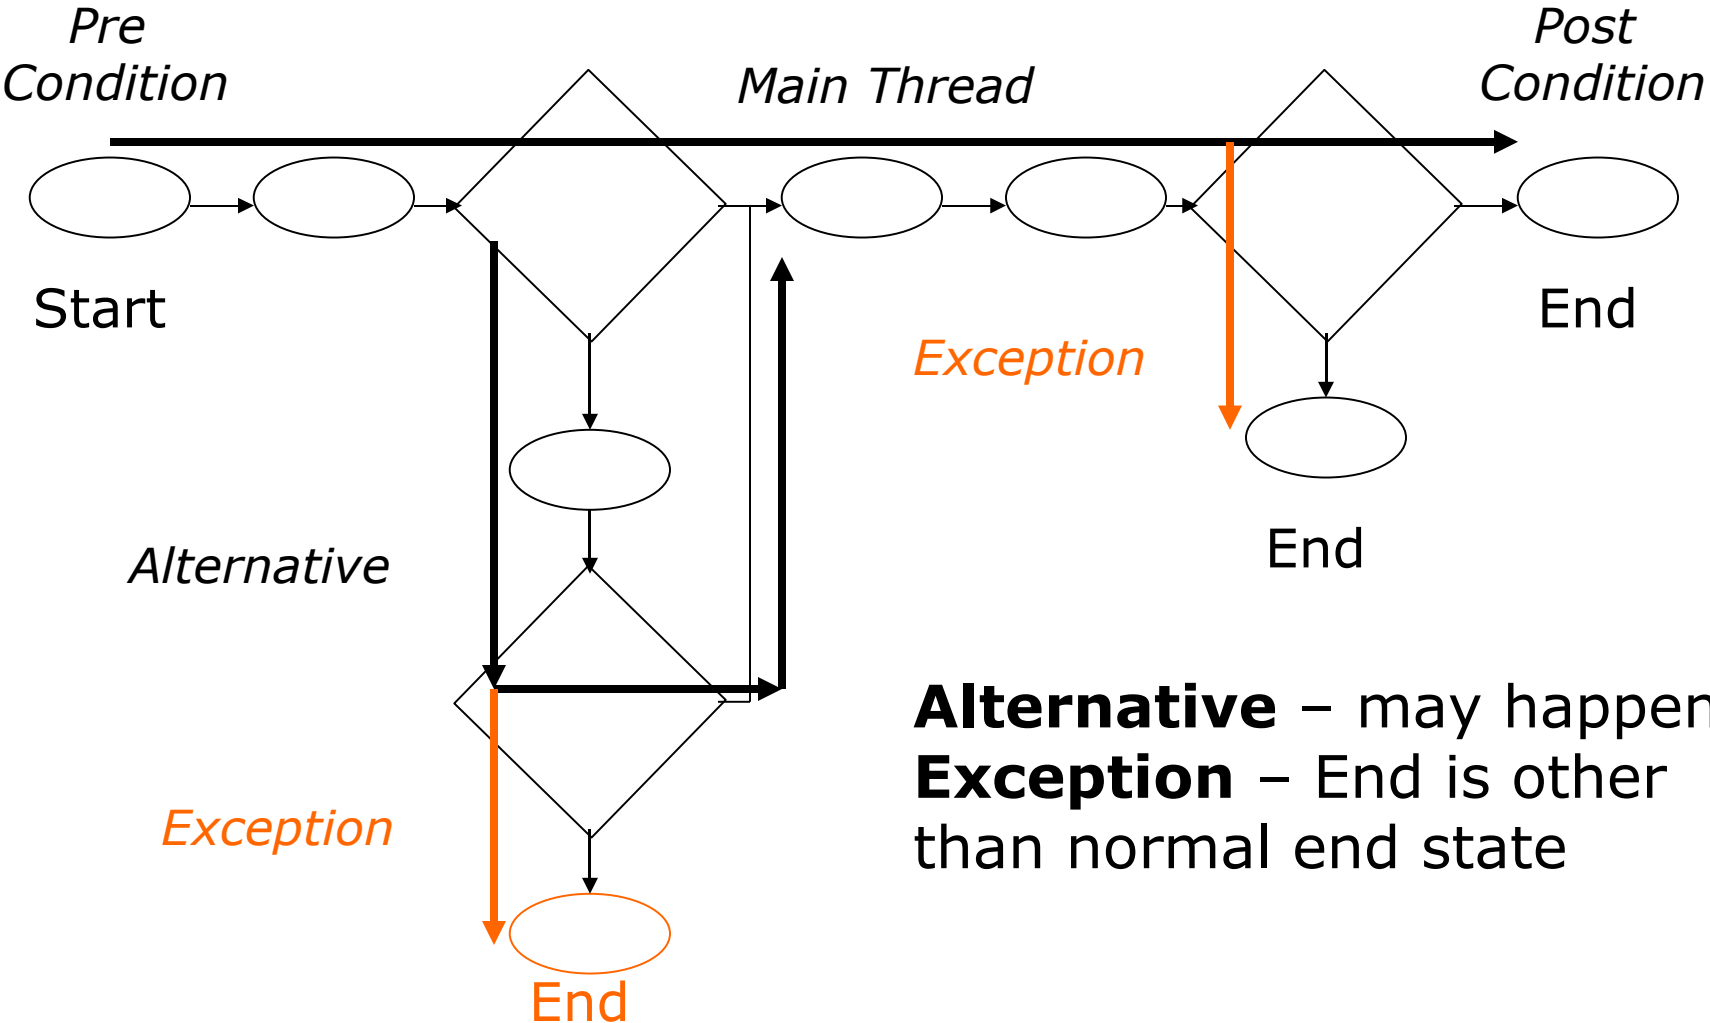 Pre
Condition
Main Thread
Post
Condition
Start
End
Exception
End
Alternative
Alternative – may happen
Exception – End is other
than normal end state
Exception
End